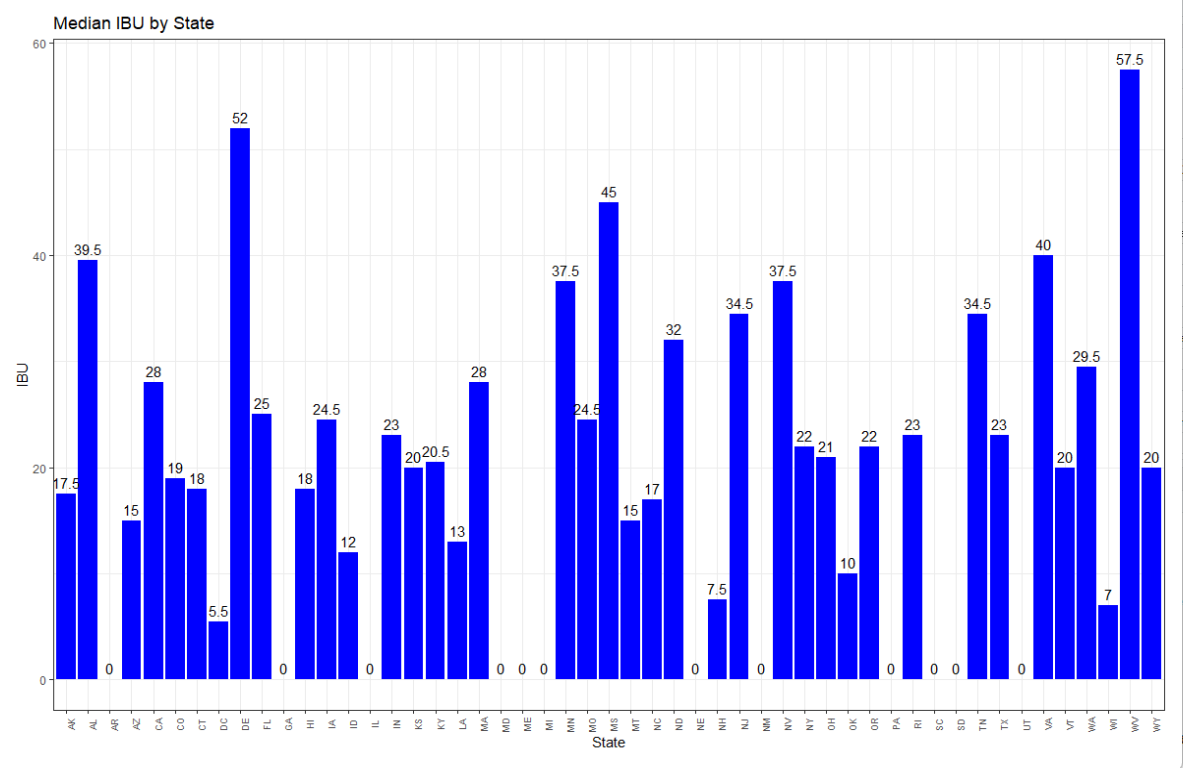 Median IBU by State
60
40
20
0
IBU
17.5 39.5 0 15 28 19 18 5.5 52 25 0 18 24.5 12 0 23 20 20.5 13 28 0 0 0 37.5 24.5 45 15 17 32 0 7.5 34.5 0 37.5 22 21 10 22 0 23 0 0 34.5 23 0 40 20 29.5 7 57.5 20
AK AL AR AZ CA CO CT DC DE FL GA HI IA ID IL IN KS KY LA MA MD ME MI MN MO MS MT NC ND NE NH NJ NM NV NY OH OK OR PA RI SC SD TN TX UT VA VT WA WI WV WY
State